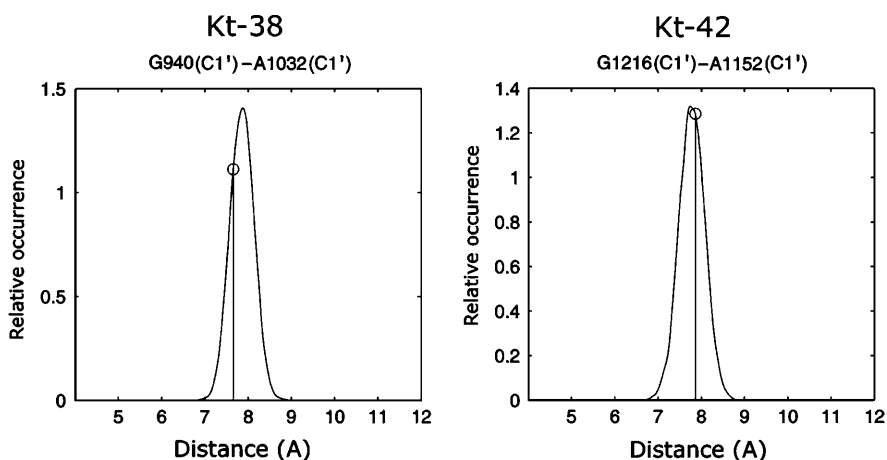 Kt-38
G940(C1')-A1032(C1')
Relative occurrence
1.5
1
0.5
0
5 6 7 8 9 10 11 12
Distance (A)
Kt-42
G1216(C1')-A1152(C1')
Relative occurrence
1.4
1.2
1
0.8
0.6
0.4
0.2
0
5 6 7 8 9 10 11 12
Distance (A)